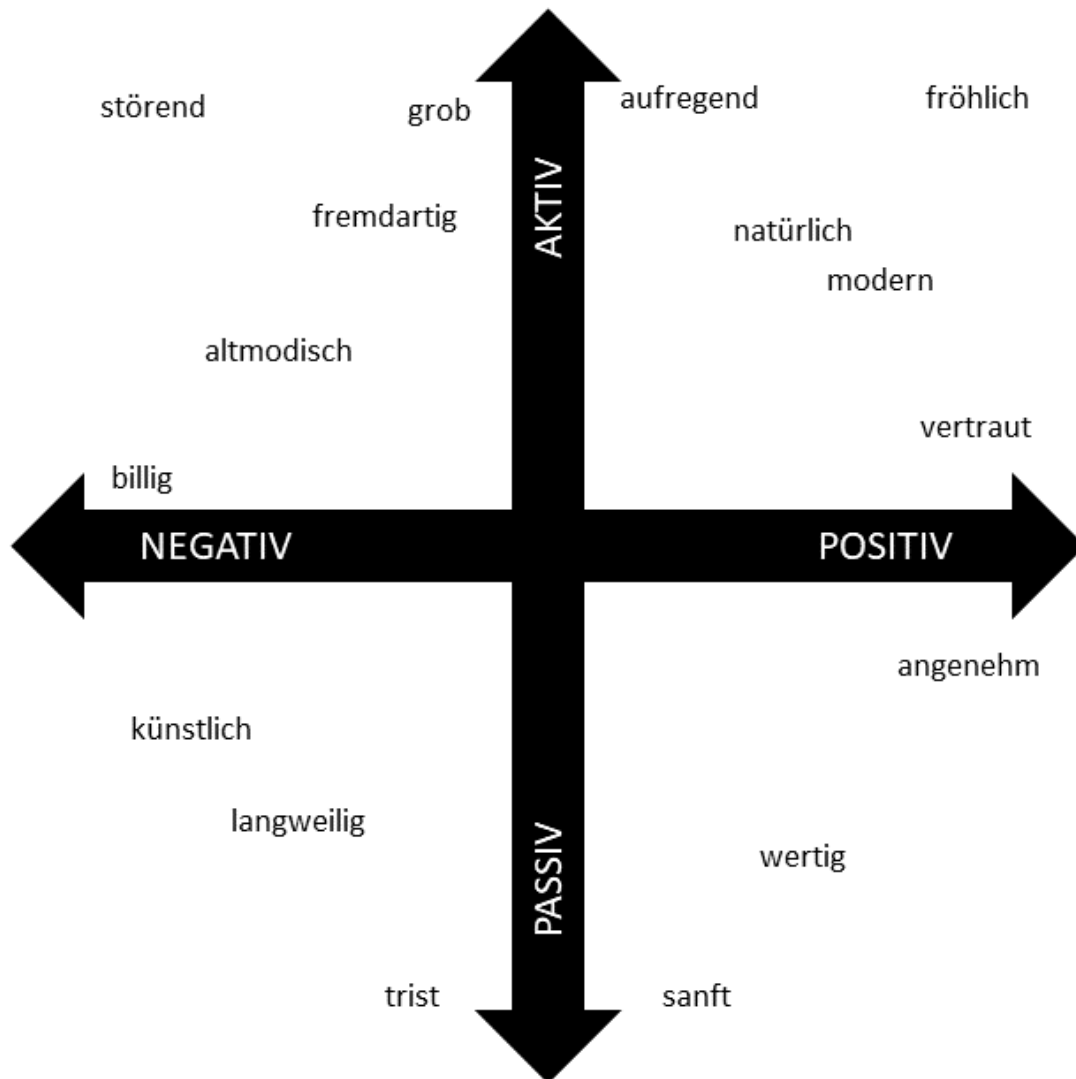 störend
grob
aufregend
fröhlich
AKTIV
fremdartig
natürlich
modern
altmodisch
vertraut
billig
NEGATIV
POSITIV
angenehm
künstlich
langweilig
PASSIV
wertig
trist
sanft